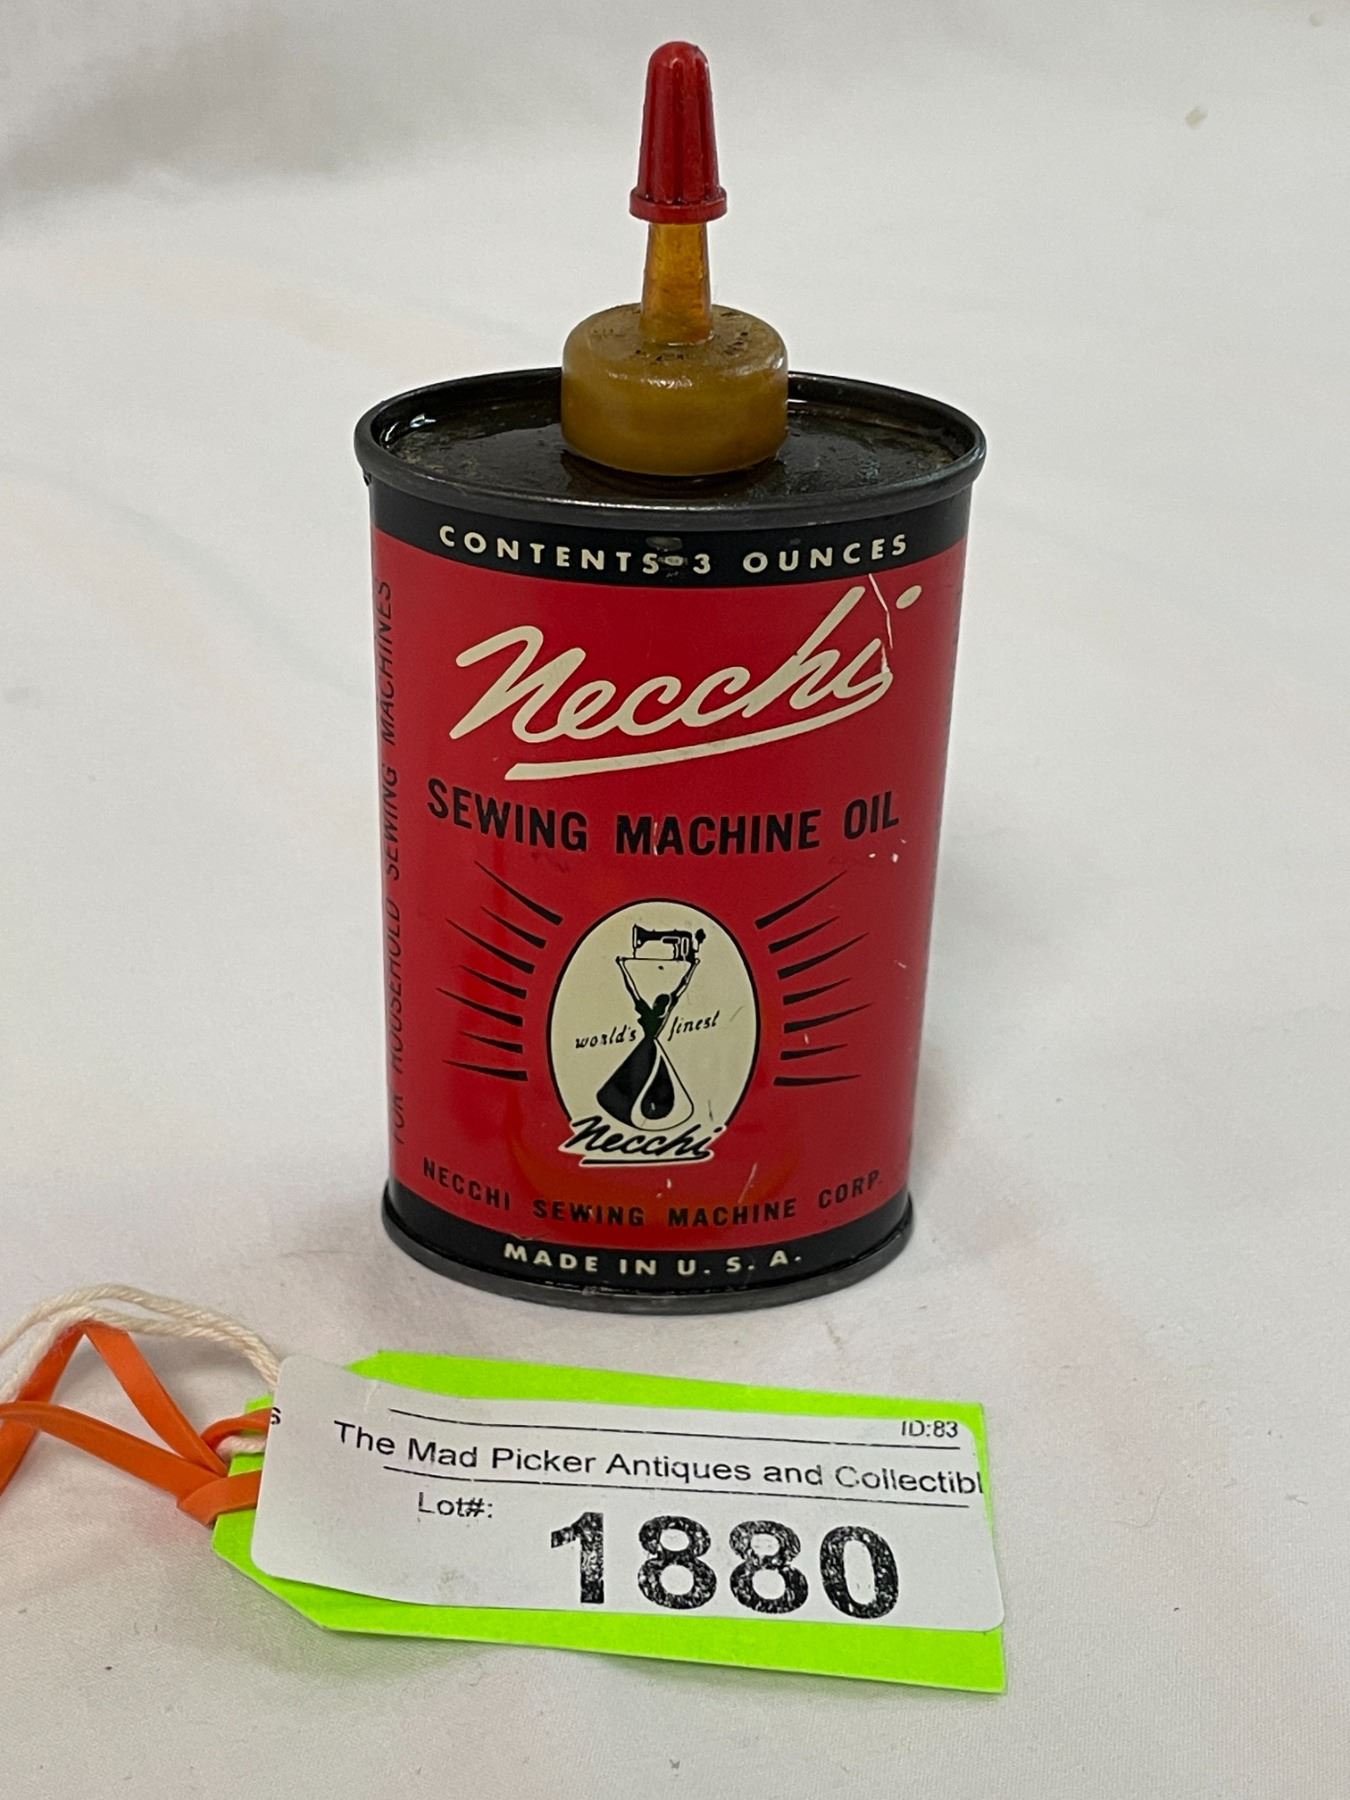 CONTENTS 3 OUNCES
Necchi
SEWING MACHINE OIL
world's finest
Necchi
NECCHI SEWING MACHINE CORP.
MADE IN U.S.A.
FOR HOUSEHOLD SEWING MACHINES
ID:83
The Mad Picker Antiques and Collectibl
Lot#:
1880